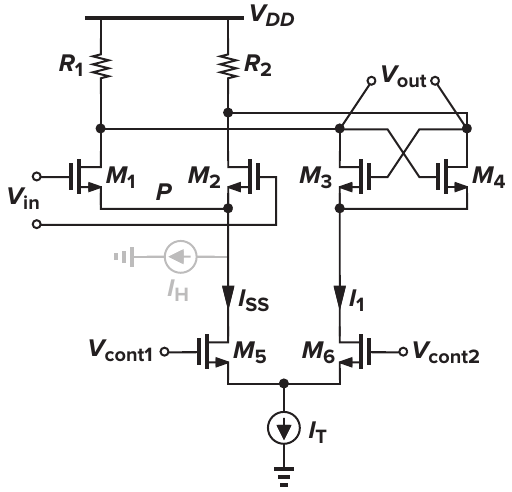 V_DD
R_1 R_2 V_out
M_1 P M_2 M_3 M_4
V_in
I_H I_SS I_1
V_cont1 M_5 M_6 V_cont2
I_T